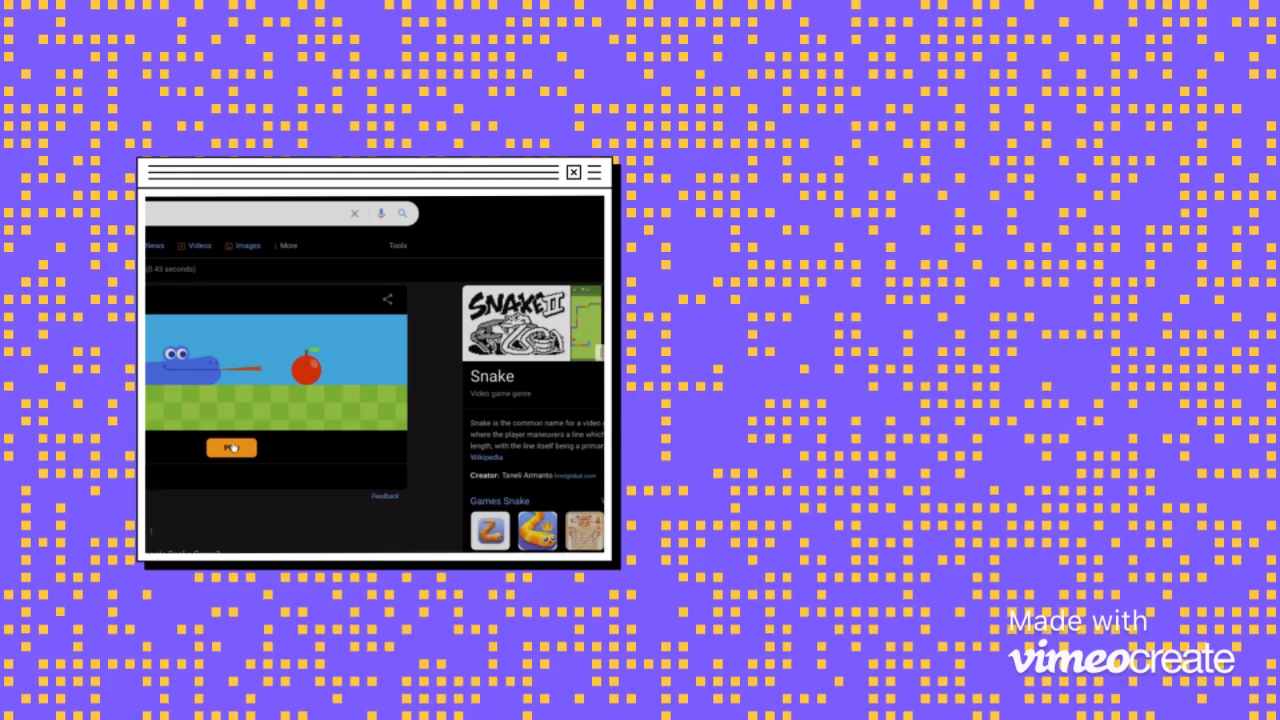 News Videos Images More Tools
(0.43 seconds)
SNAKE II
Snake
Video game genre
Snake is the common name for a video
where the player maneuvers a line which
length, with the line itself being a primar
Wikipedia
Creator: Taneli Armanto hmdglobal.com
Feedback
Games Snake
Made with
vimeocreate